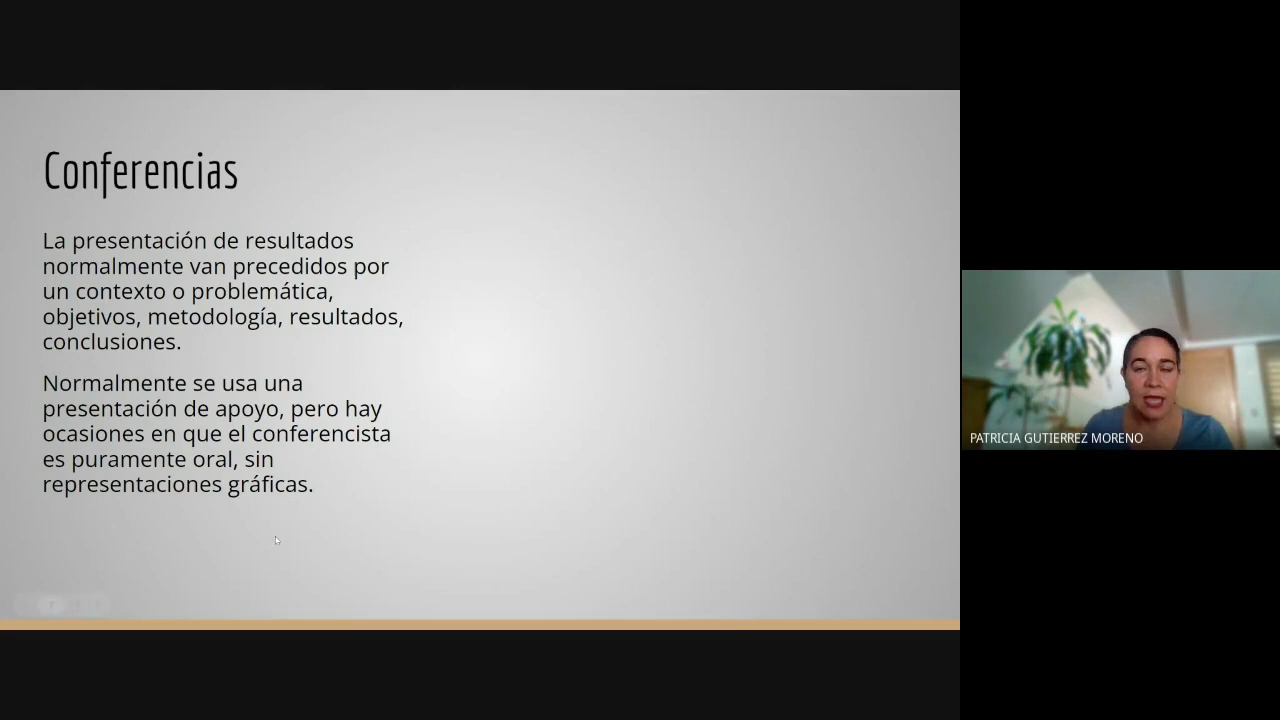 Conferencias
La presentación de resultados
normalmente van precedidos por
un contexto o problemática,
objetivos, metodología, resultados,
conclusiones.
Normalmente se usa una
presentación de apoyo, pero hay
ocasiones en que el conferencista
es puramente oral, sin
representaciones gráficas.
PATRICIA GUTIERREZ MORENO